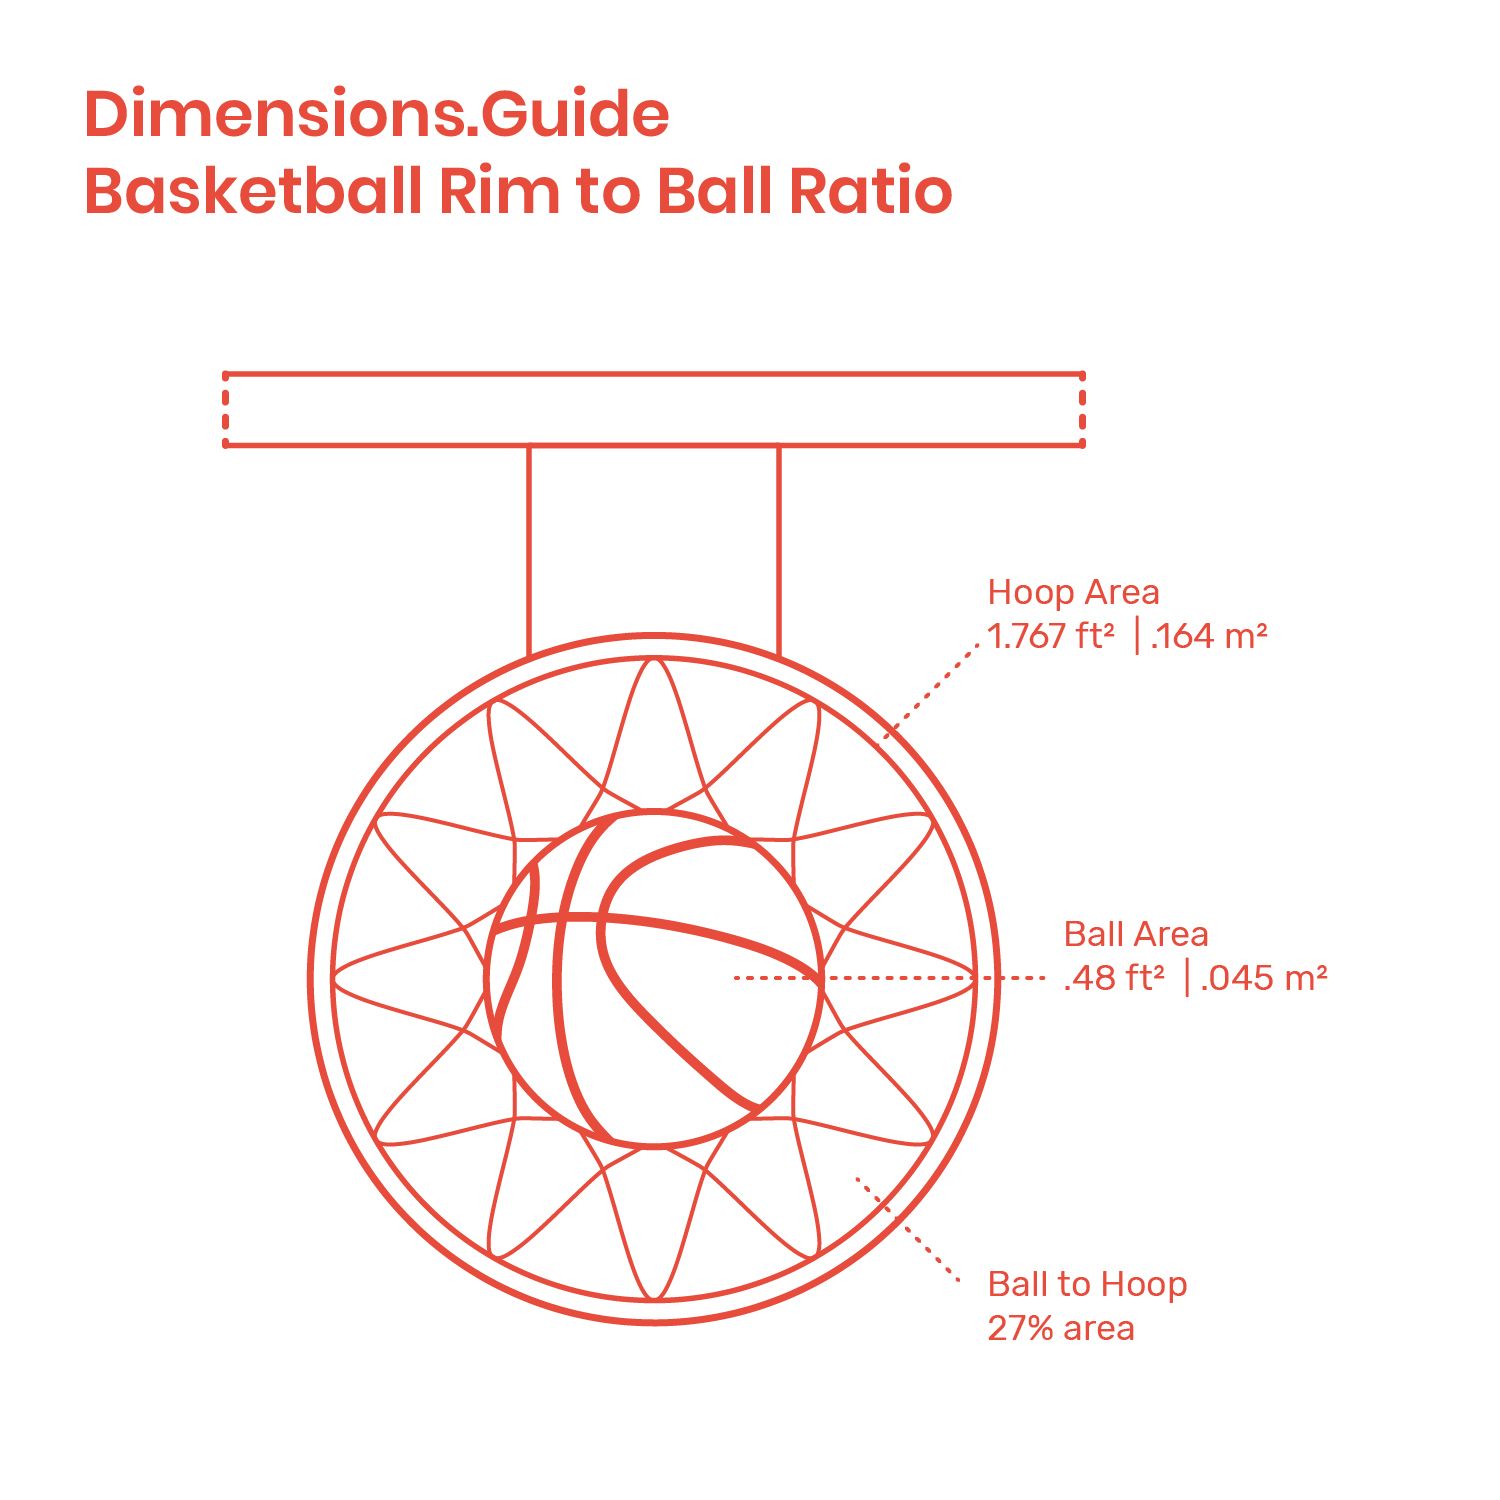 Dimensions.Guide
Basketball Rim to Ball Ratio
Hoop Area
1.767 ft² | .164 m²
Ball Area
.48 ft² | .045 m²
Ball to Hoop
27% area